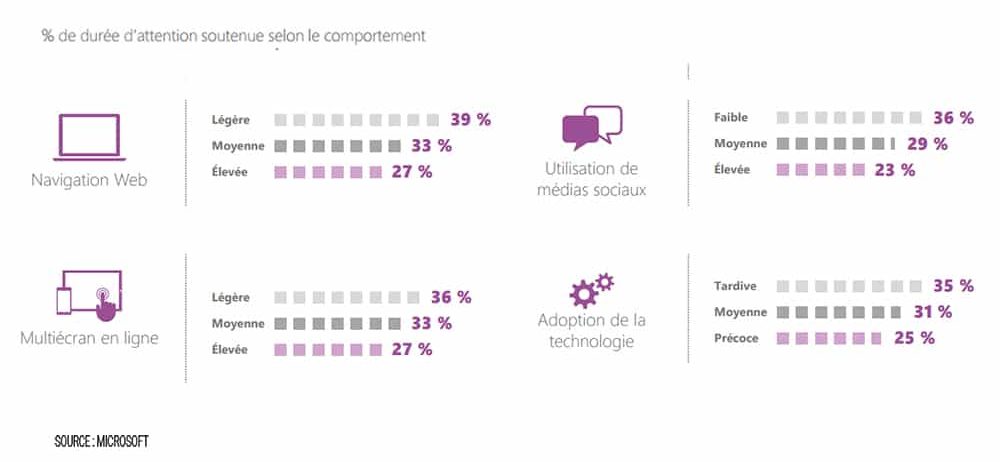 % de durée d'attention soutenue selon le comportement
Légère 39 %
Moyenne 33 %
Élevée 27 %
Navigation Web
Faible 36 %
Moyenne 29 %
Élevée 23 %
Utilisation de
médias sociaux
Légère 36 %
Moyenne 33 %
Élevée 27 %
Multiécran en ligne
Tardive 35 %
Moyenne 31 %
Précoce 25 %
Adoption de la
technologie
SOURCE : MICROSOFT